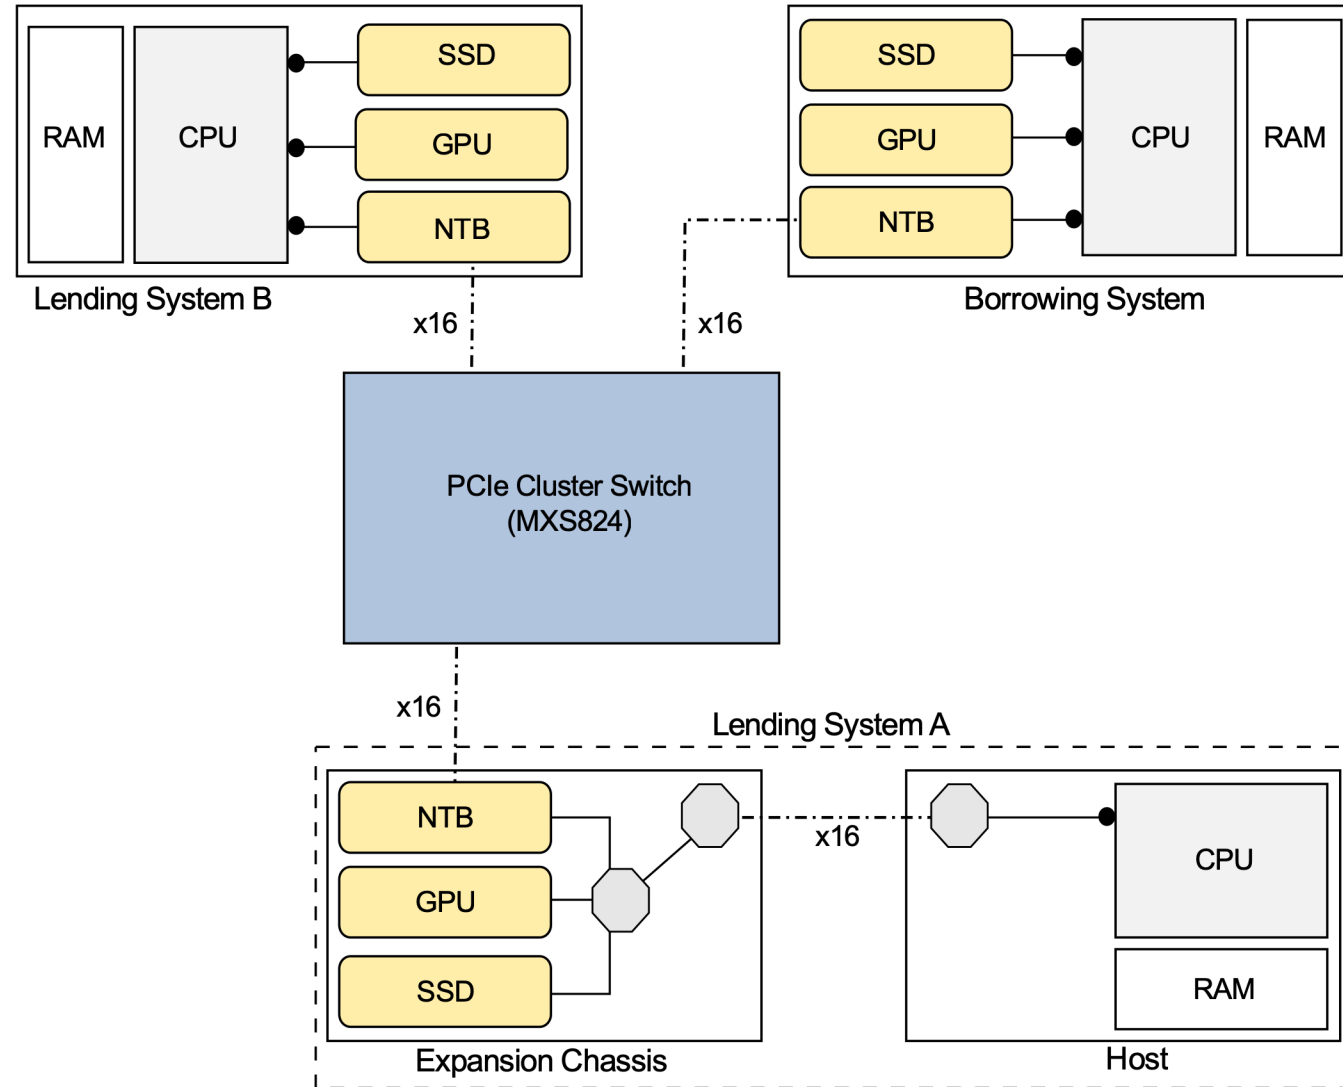 SSD
RAM
CPU
GPU
NTB
Lending System B
SSD
GPU
CPU
RAM
NTB
Borrowing System
x16
x16
PCIe Cluster Switch
(MXS824)
x16
Lending System A
NTB
GPU
SSD
x16
CPU
RAM
Expansion Chassis
Host